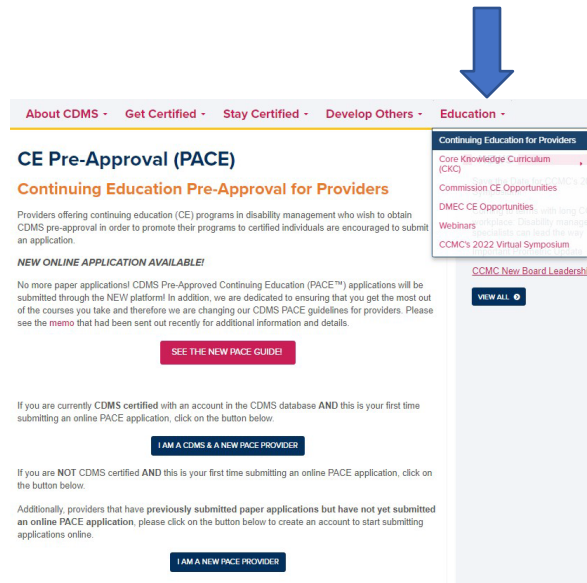 About CDMS - Get Certified - Stay Certified - Develop Others - Education -
CE Pre-Approval (PACE)
Continuing Education Pre-Approval for Providers
Providers offering continuing education (CE) programs in disability management who wish to obtain
CDMS pre-approval in order to promote their programs to certified individuals are encouraged to submit
an application.
NEW ONLINE APPLICATION AVAILABLE!
No more paper applications! CDMS Pre-Approved Continuing Education (PACE™) applications will be
submitted through the NEW platform! In addition, we are dedicated to ensuring that you get the most out
of the courses you take and therefore we are changing our CDMS PACE guidelines for providers. Please
see the memo that had been sent out recently for additional information and details.
SEE THE NEW PACE GUIDE!
If you are currently CDMS certified with an account in the CDMS database AND this is your first time
submitting an online PACE application, click on the button below.
I AM A CDMS & A NEW PACE PROVIDER
If you are NOT CDMS certified AND this is your first time submitting an online PACE application, click on
the button below.
Additionally, providers that have previously submitted paper applications but have not yet submitted
an online PACE application, please click on the button below to create an account to start submitting
applications online.
I AM A NEW PACE PROVIDER
Continuing Education for Providers
Core Knowledge Curriculum
(CKC)
Commission CE Opportunities
DMEC CE Opportunities
Webinars
CCMC's 2022 Virtual Symposium
CCMC New Board Leadershi
VIEW ALL